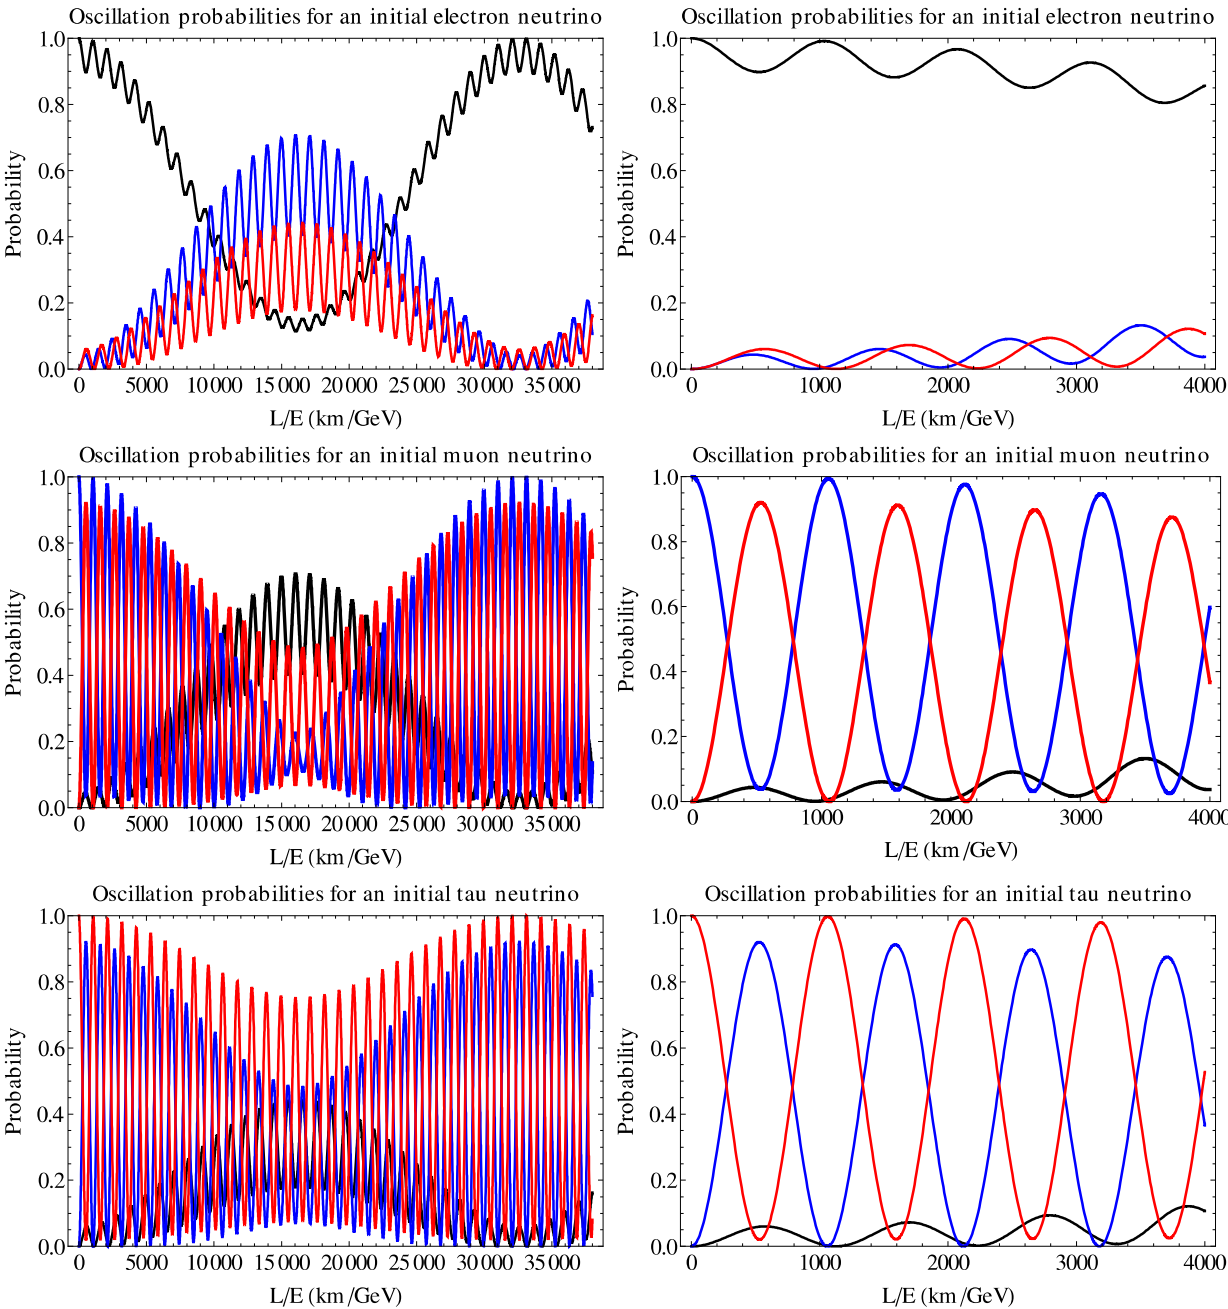 Oscillation probabilities for an initial electron neutrino
1.0
0.8
0.6
0.4
0.2
0.0
Probability
0 5000 10000 15000 20000 25000 30000 35000
L/E (km/GeV)
Oscillation probabilities for an initial electron neutrino
1.0
0.8
0.6
0.4
0.2
0.0
Probability
0 1000 2000 3000 4000
L/E (km/GeV)
Oscillation probabilities for an initial muon neutrino
1.0
0.8
0.6
0.4
0.2
0.0
Probability
0 5000 10000 15000 20000 25000 30000 35000
L/E (km/GeV)
Oscillation probabilities for an initial muon neutrino
1.0
0.8
0.6
0.4
0.2
0.0
Probability
0 1000 2000 3000 4000
L/E (km/GeV)
Oscillation probabilities for an initial tau neutrino
1.0
0.8
0.6
0.4
0.2
0.0
Probability
0 5000 10000 15000 20000 25000 30000 35000
L/E (km/GeV)
Oscillation probabilities for an initial tau neutrino
1.0
0.8
0.6
0.4
0.2
0.0
Probability
0 1000 2000 3000 4000
L/E (km/GeV)